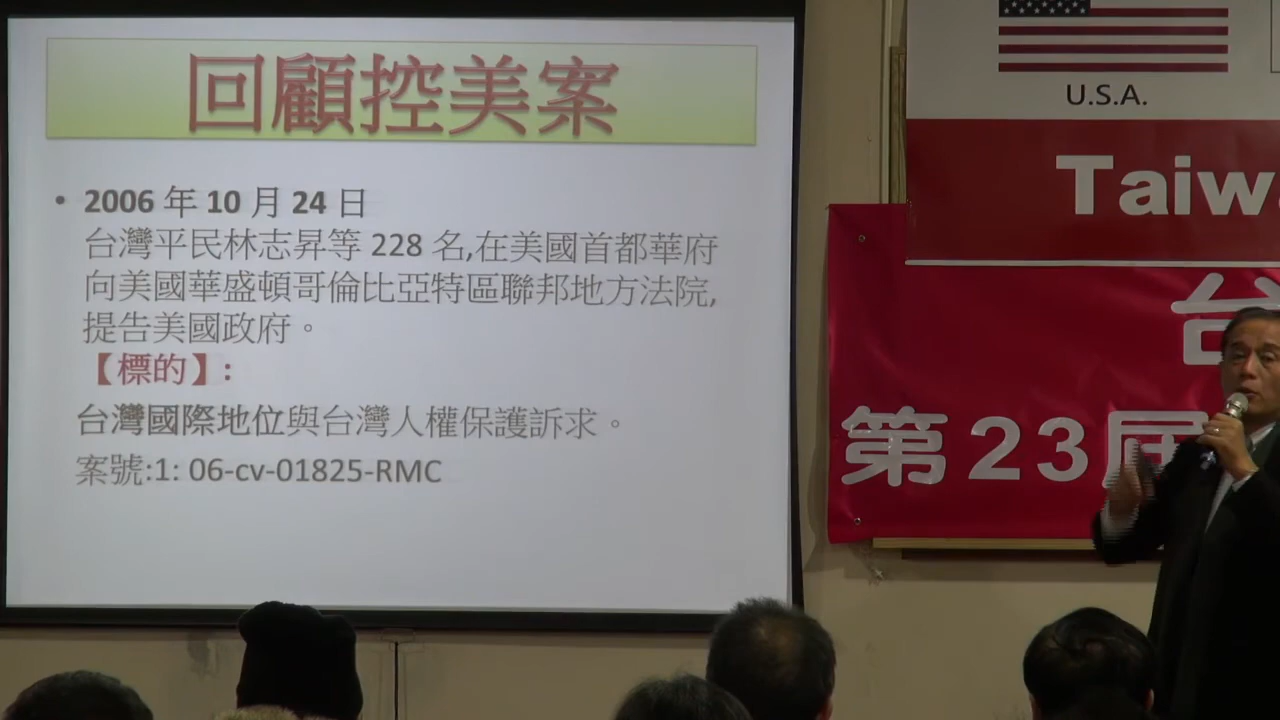 回顧控美案
• 2006 年 10 月 24 日
台灣平民林志昇等 228 名,在美國首都華府
向美國華盛頓哥倫比亞特區聯邦地方法院,
提告美國政府。
【標的】:
台灣國際地位與台灣人權保護訴求。
案號:1: 06-cv-01825-RMC
U.S.A.
Taiw
台
第23屆